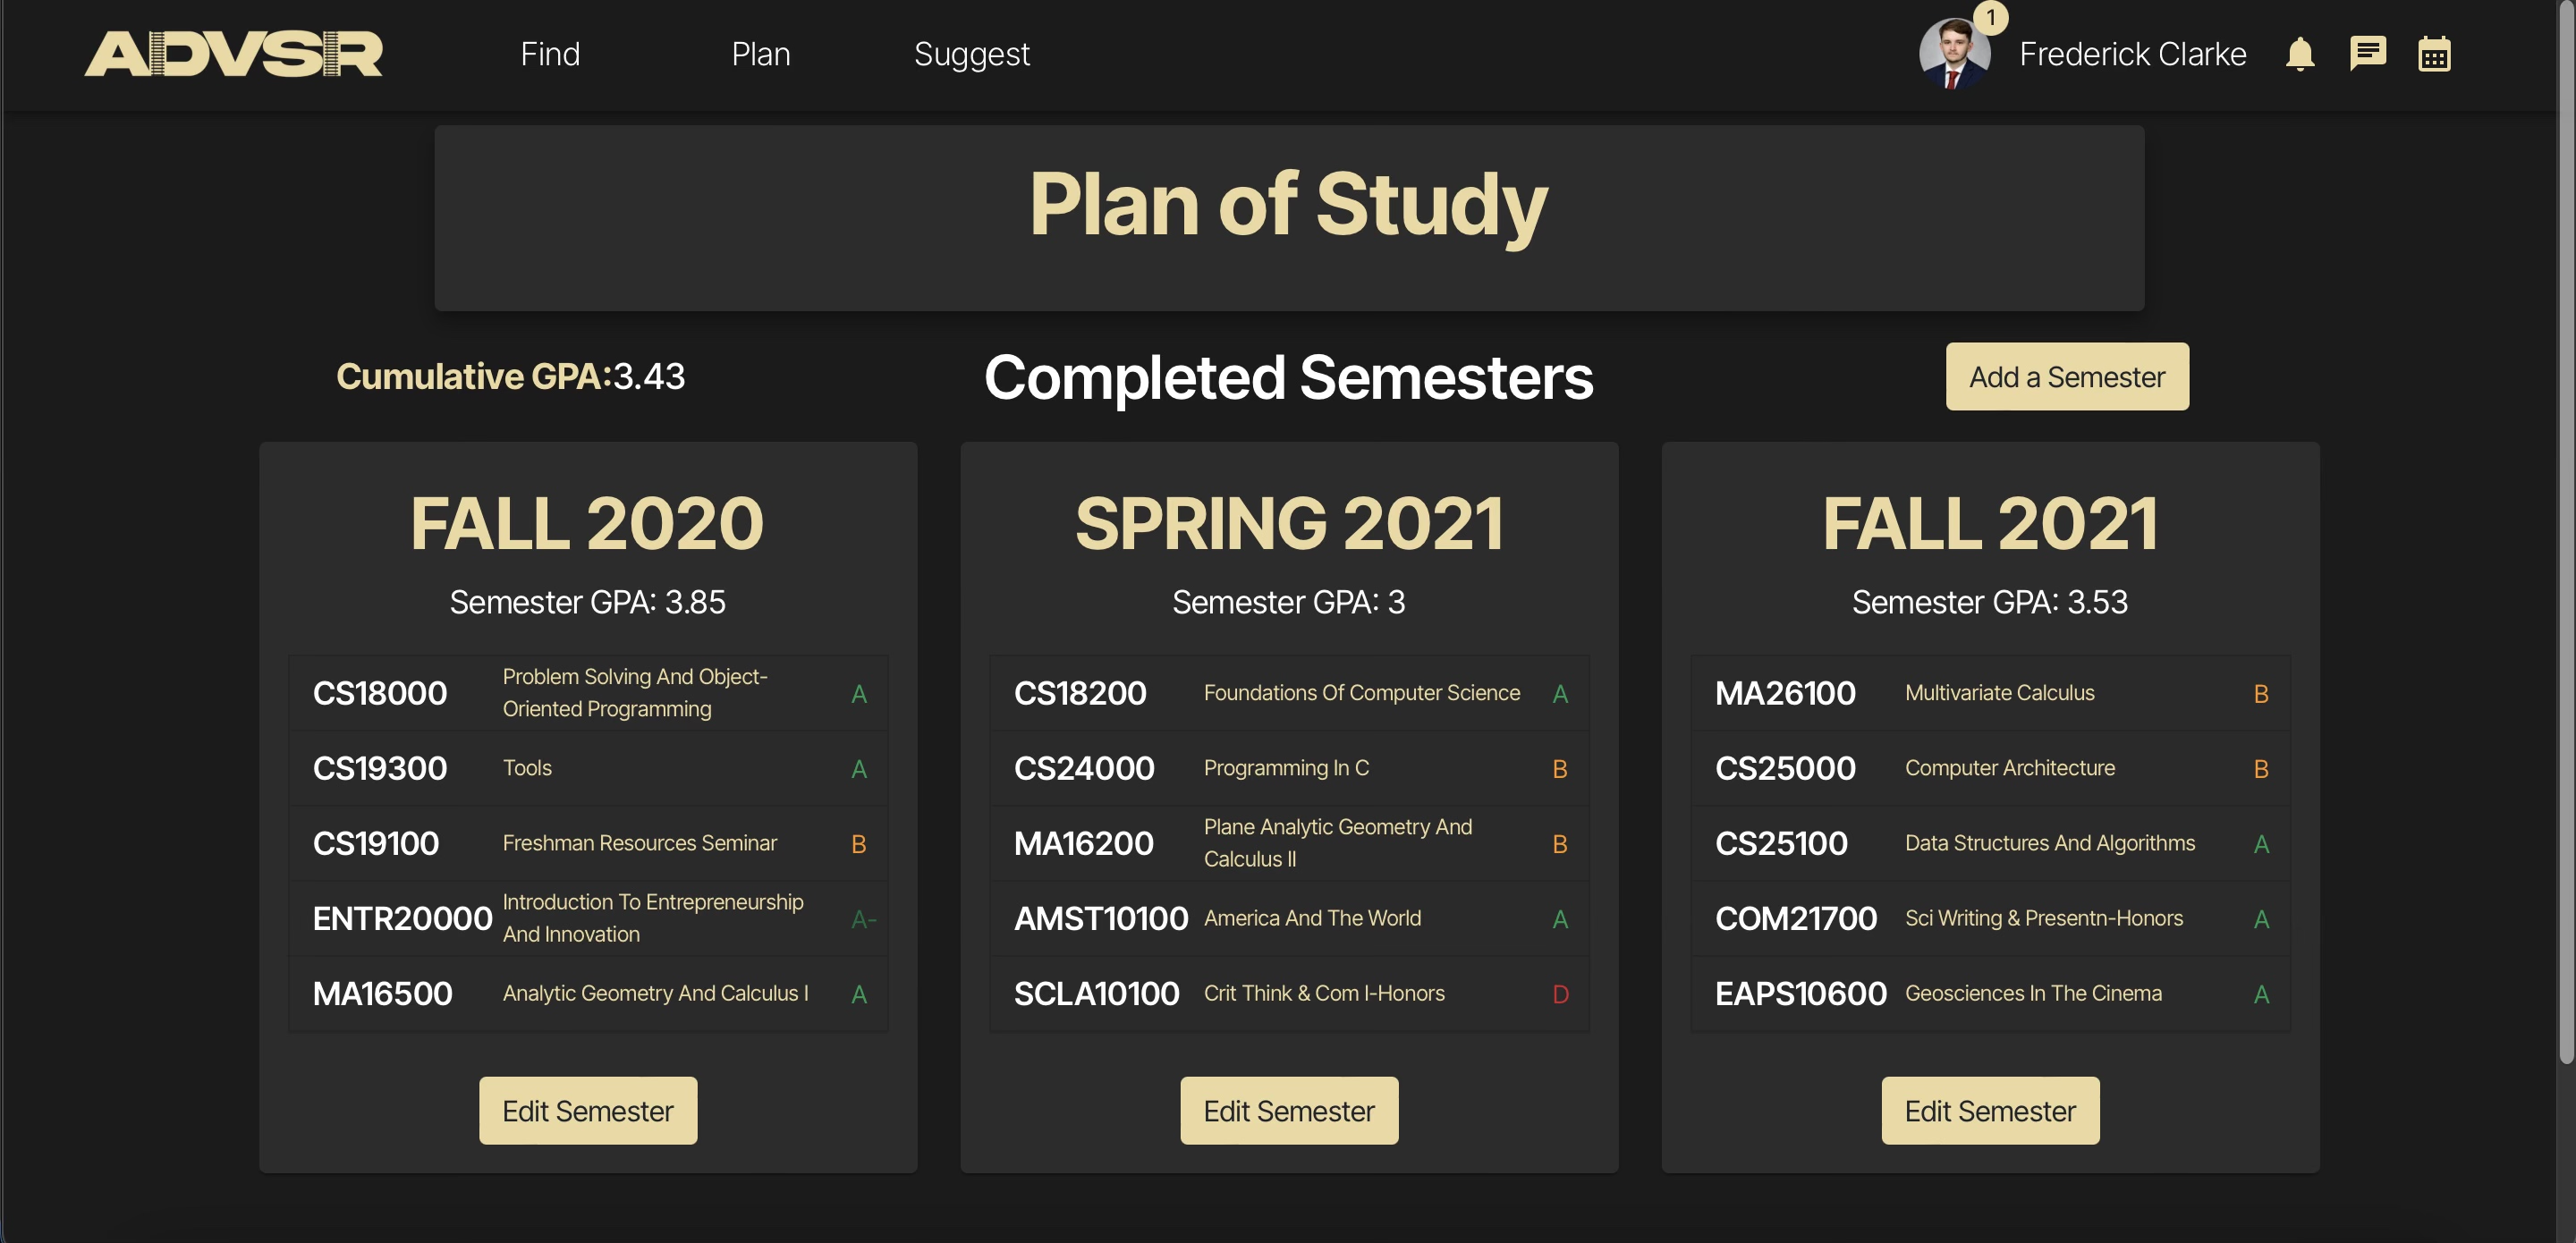 ADVSR
Find
Plan
Suggest
1
Frederick Clarke
Plan of Study
Cumulative GPA:3.43
Completed Semesters
Add a Semester
FALL 2020
Semester GPA: 3.85
CS18000
Problem Solving And Object-
Oriented Programming
A
CS19300
Tools
A
CS19100
Freshman Resources Seminar
B
ENTR20000
Introduction To Entrepreneurship
And Innovation
A-
MA16500
Analytic Geometry And Calculus I
A
Edit Semester
SPRING 2021
Semester GPA: 3
CS18200
Foundations Of Computer Science
A
CS24000
Programming In C
B
MA16200
Plane Analytic Geometry And
Calculus II
B
AMST10100
America And The World
A
SCLA10100
Crit Think & Com I-Honors
D
Edit Semester
FALL 2021
Semester GPA: 3.53
MA26100
Multivariate Calculus
B
CS25000
Computer Architecture
B
CS25100
Data Structures And Algorithms
A
COM21700
Sci Writing & Presentn-Honors
A
EAPS10600
Geosciences In The Cinema
A
Edit Semester